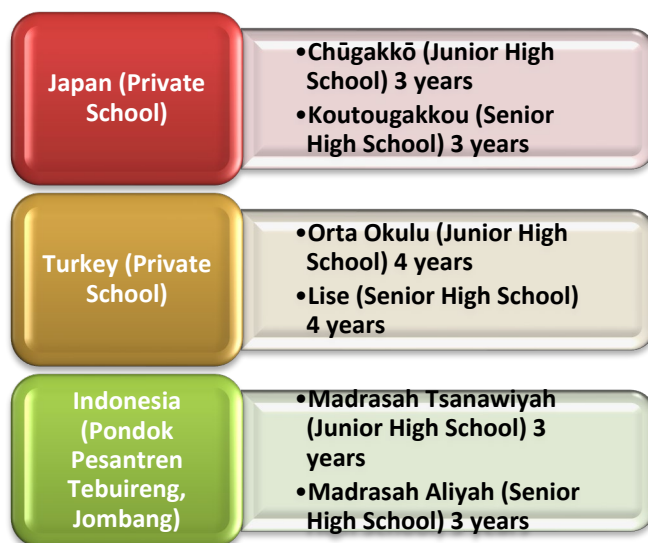 Japan (Private
School)
•Chūgakkō (Junior High
School) 3 years
•Koutougakkou (Senior
High School) 3 years
Turkey (Private
School)
•Orta Okulu (Junior High
School) 4 years
•Lise (Senior High School)
4 years
Indonesia
(Pondok
Pesantren
Tebuireng,
Jombang)
•Madrasah Tsanawiyah
(Junior High School) 3
years
•Madrasah Aliyah (Senior
High School) 3 years